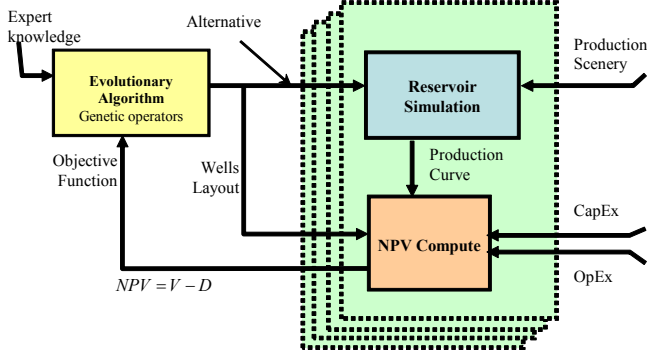 Expert
knowledge
Alternative
Production
Scenery
Evolutionary
Algorithm
Genetic operators
Reservoir
Simulation
Objective
Function
Wells
Layout
Production
Curve
CapEx
NPV Compute
OpEx
NPV = V − D